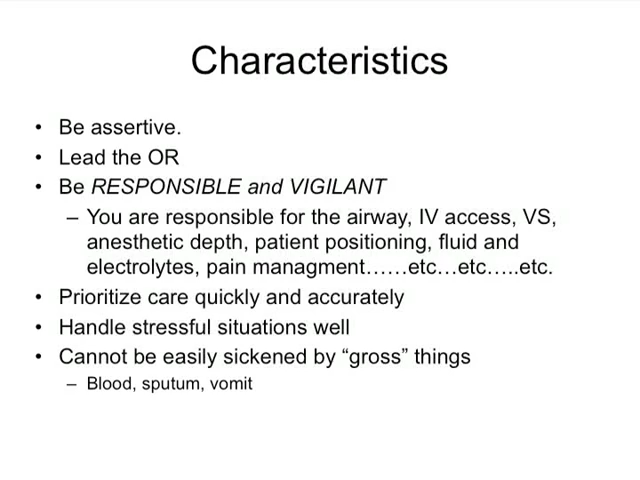 Characteristics
• Be assertive.
• Lead the OR
• Be RESPONSIBLE and VIGILANT
– You are responsible for the airway, IV access, VS,
anesthetic depth, patient positioning, fluid and
electrolytes, pain managment……etc…etc…..etc.
• Prioritize care quickly and accurately
• Handle stressful situations well
• Cannot be easily sickened by “gross” things
– Blood, sputum, vomit